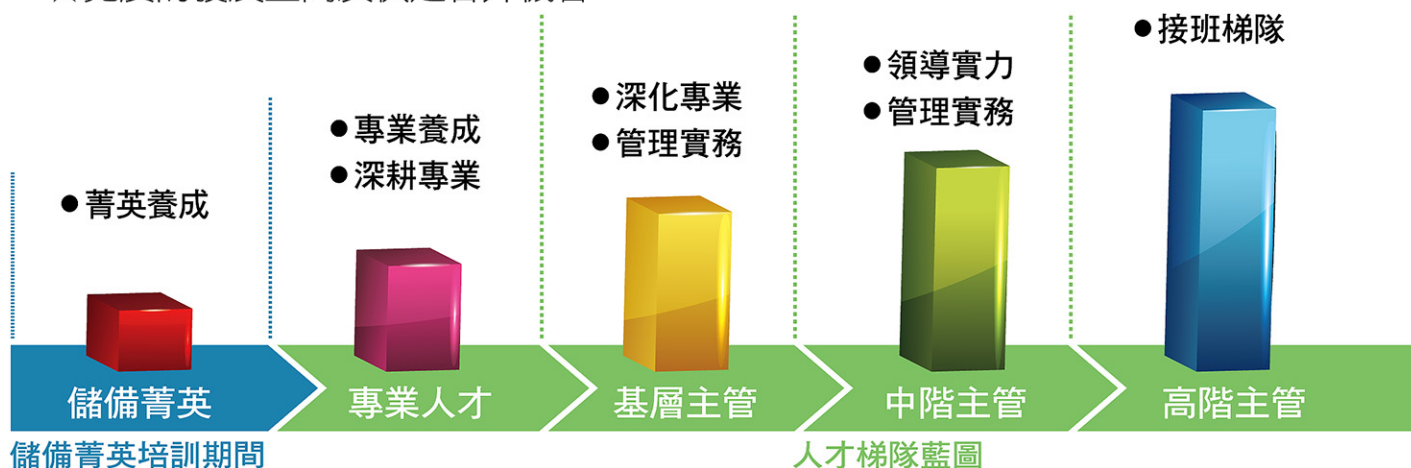 ●菁英養成
●專業養成
●深耕專業
●深化專業
●管理實務
●領導實力
●管理實務
●接班梯隊
儲備菁英
專業人才
基層主管
中階主管
高階主管
儲備菁英培訓期間
人才梯隊藍圖